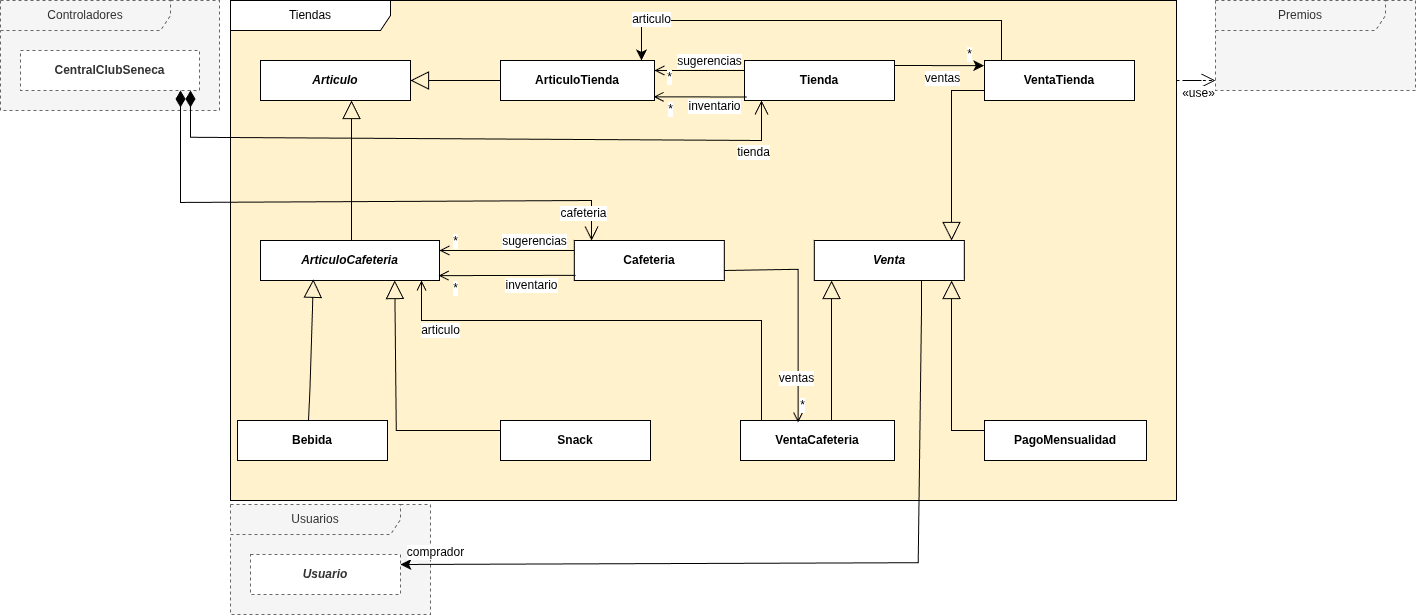 Controladores
Tiendas
Premios
articulo
CentralClubSeneca
Articulo
ArticuloTienda
sugerencias
*
Tienda
*
ventas
VentaTienda
«use»
inventario
*
tienda
cafeteria
ArticuloCafeteria
*
sugerencias
Cafeteria
Venta
inventario
*
articulo
ventas
*
Bebida
Snack
VentaCafeteria
PagoMensualidad
Usuarios
comprador
Usuario